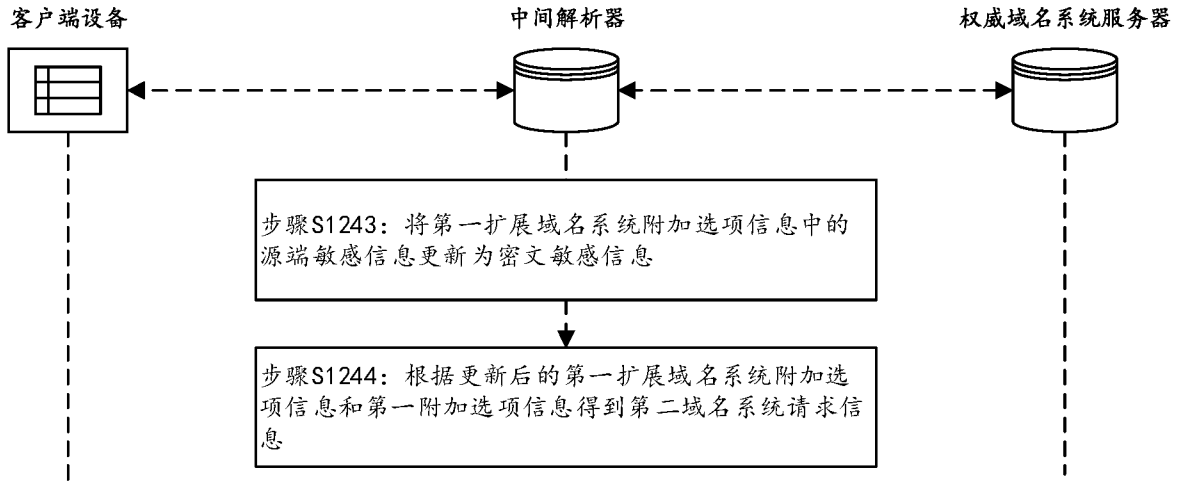 客户端设备
中间解析器
权威域名系统服务器
步骤S1243：将第一扩展域名系统附加选项信息中的
源端敏感信息更新为密文敏感信息
步骤S1244：根据更新后的第一扩展域名系统附加选
项信息和第一附加选项信息得到第二域名系统请求信
息